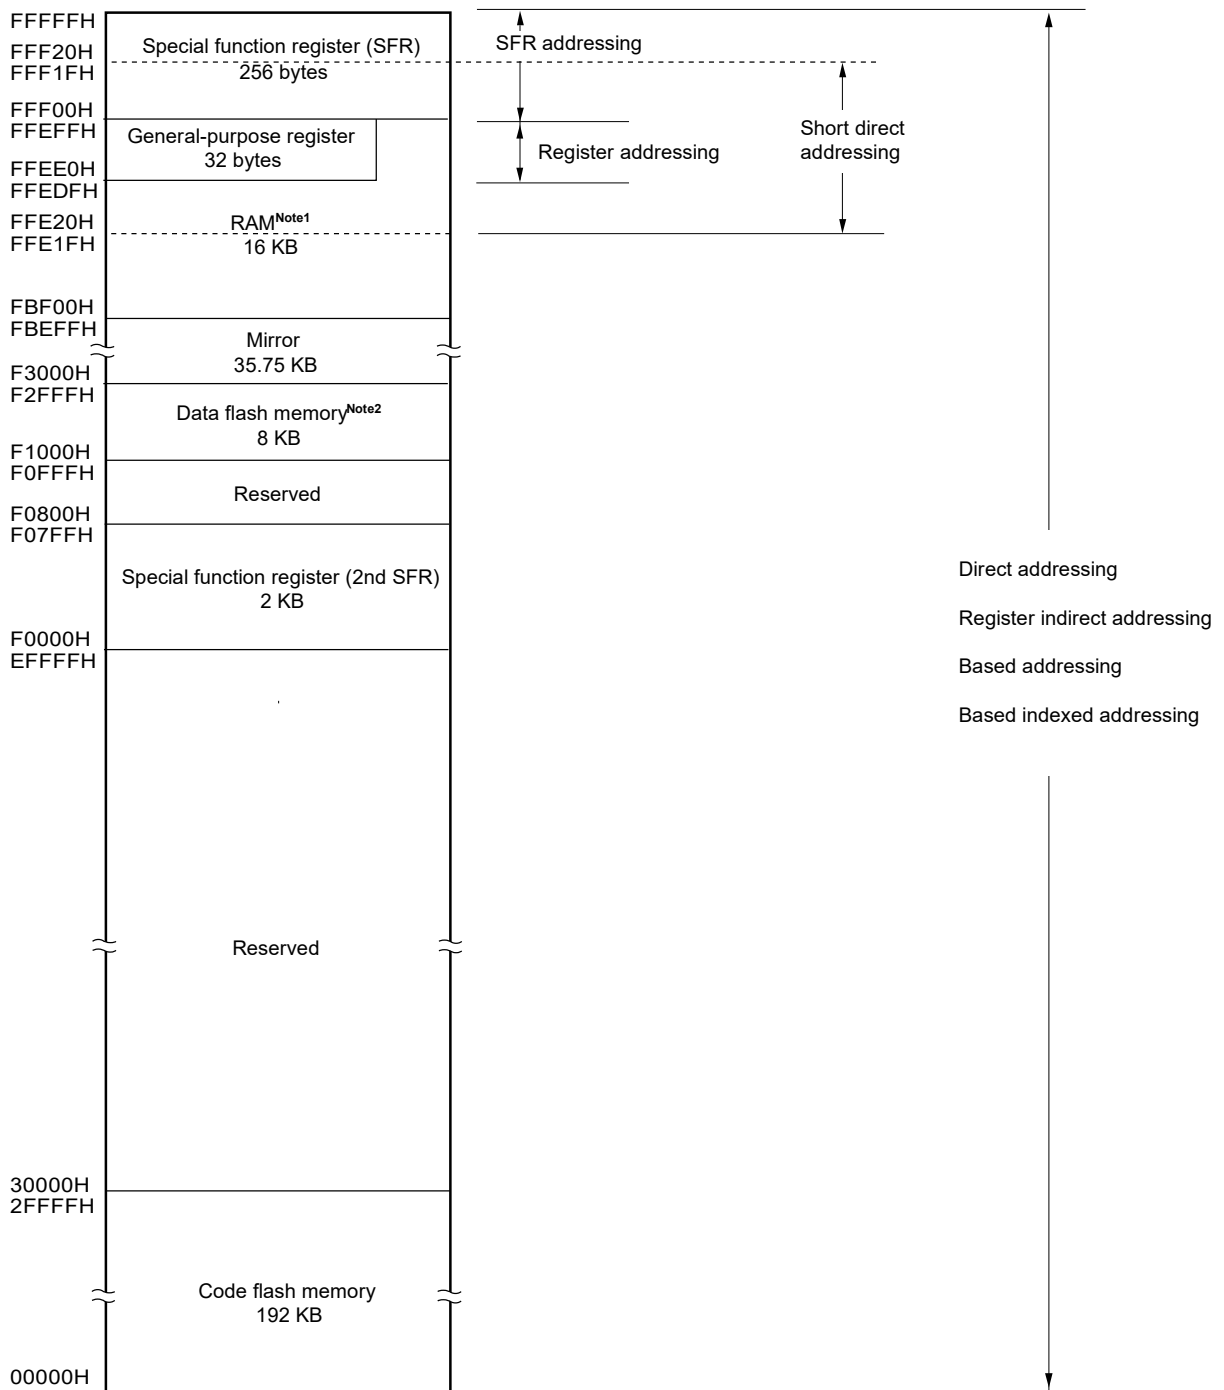 FFFFFH
Special function register (SFR)
256 bytes
SFR addressing
FFF20H
FFF1FH
FFF00H
FFEFFH
General-purpose register
32 bytes
Register addressing
Short direct
addressing
FFEE0H
FFEDFH
FFE20H
FFE1FH
RAMNote1
16 KB
FBF00H
FBEFFH
Mirror
35.75 KB
F3000H
F2FFFH
Data flash memoryNote2
8 KB
F1000H
F0FFFH
Reserved
F0800H
F07FFH
Special function register (2nd SFR)
2 KB
Direct addressing
Register indirect addressing
Based addressing
Based indexed addressing
F0000H
EFFFFH
Reserved
30000H
2FFFFH
Code flash memory
192 KB
00000H